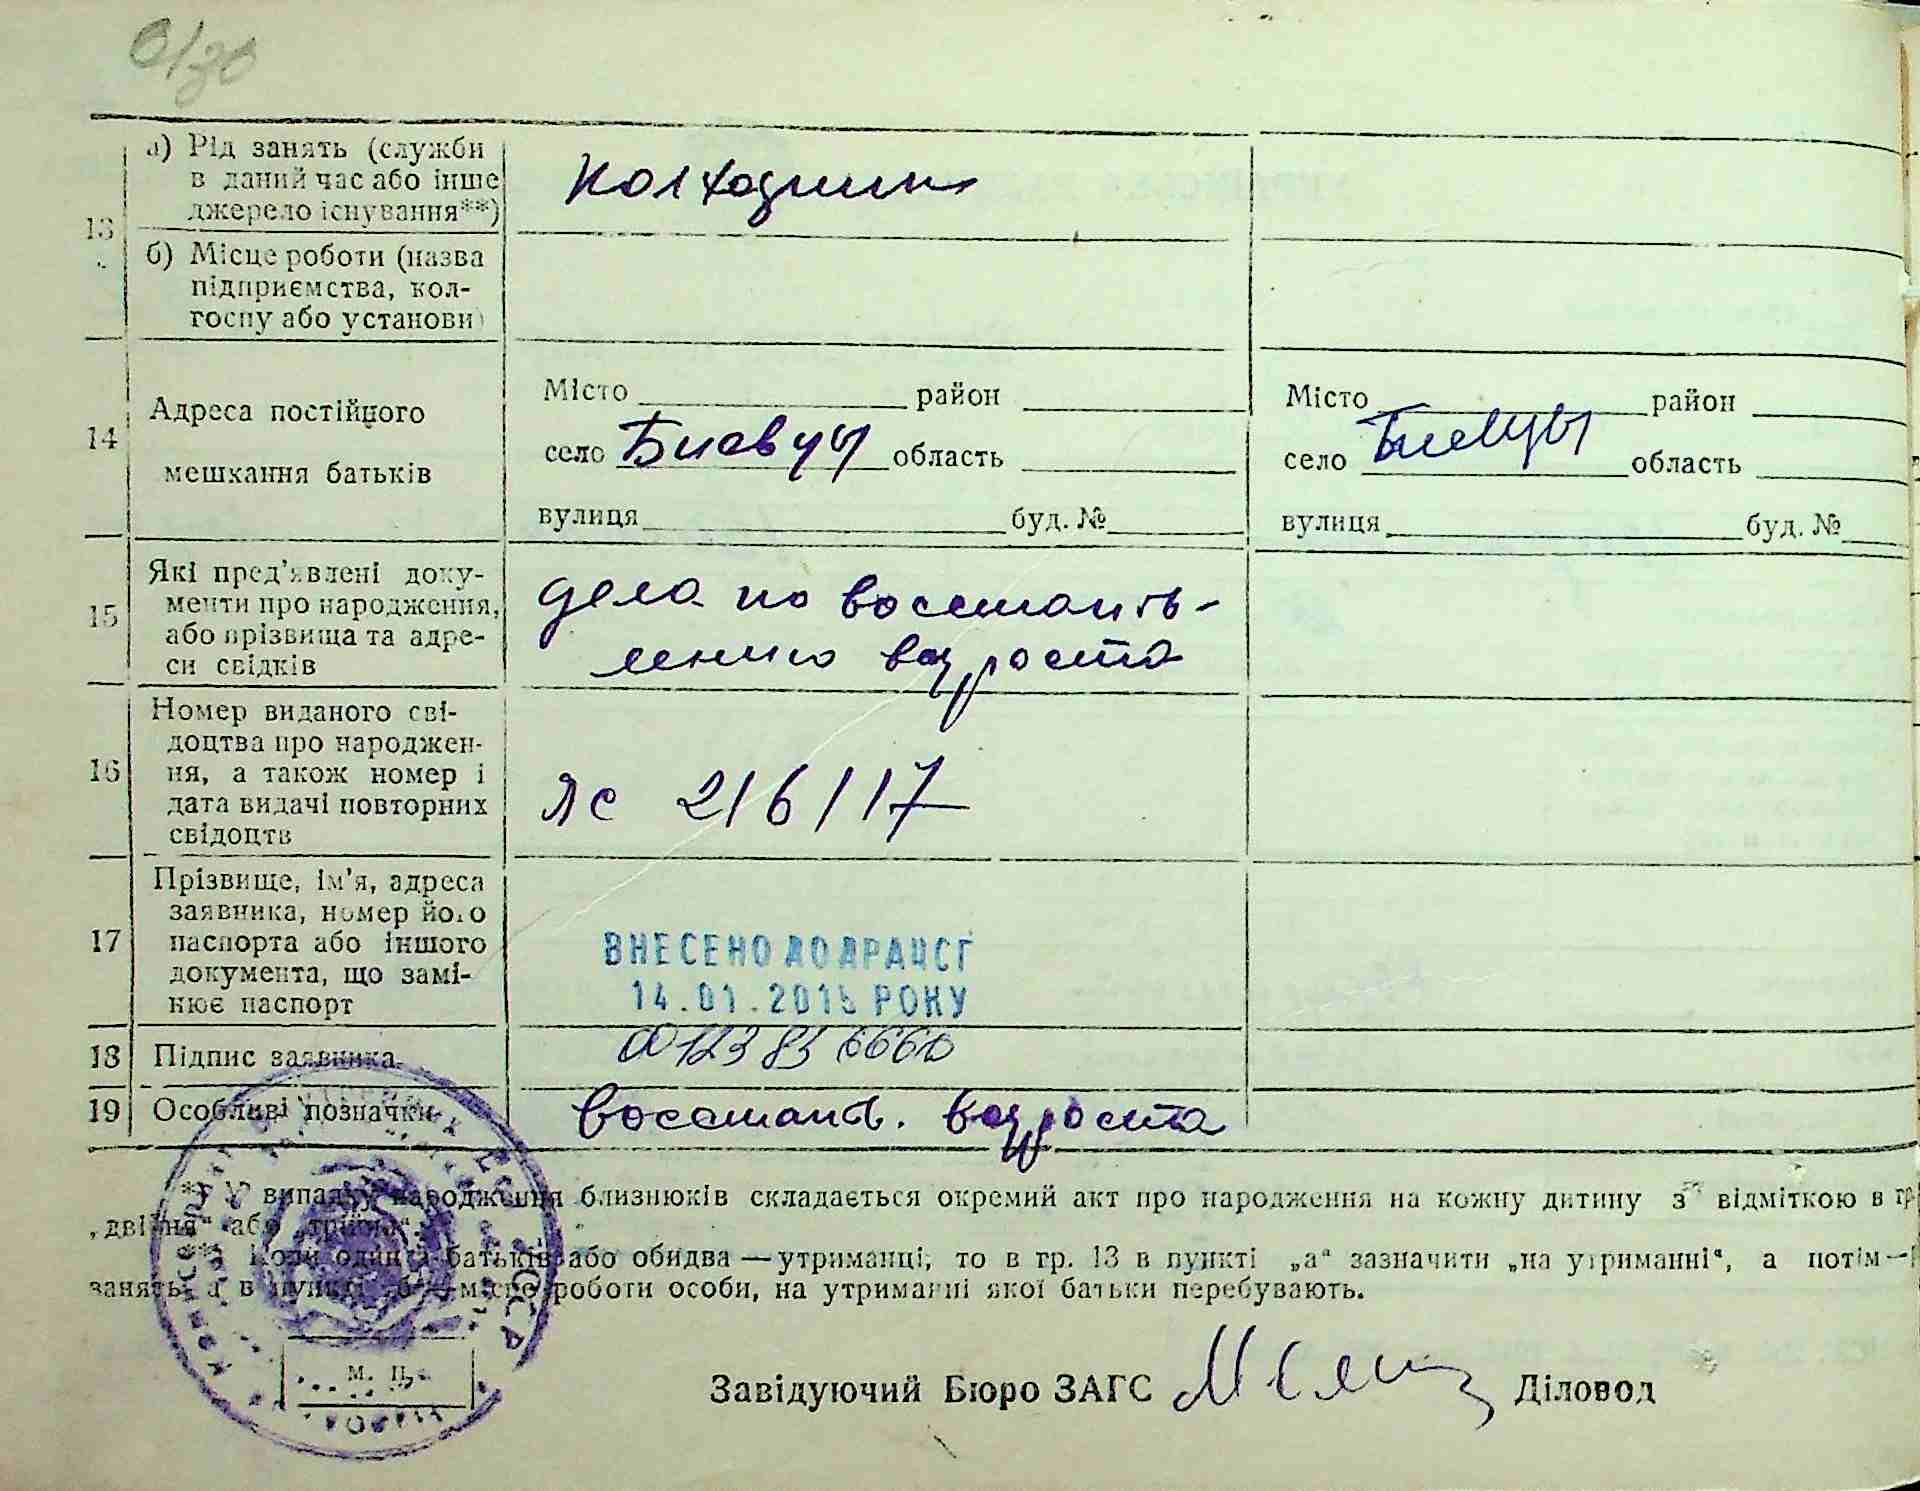 0/30
13
а) Рід занять (служби
в даний час або інше
джерело існування**)
колхозник
б) Місце роботи (назва
підприємства, кол-
госпу або установи)
14
Адреса постійного
мешкання батьків
Місто район
село Биевцы область
вулиця буд. №
Місто район
село Биевцы область
вулиця буд. №
15
Які пред’явлені доку-
менти про народження,
або прізвища та адре-
си свідків
дела по восстанов-
лению возроста
16
Номер виданого сві-
доцтва про народжен-
ня, а також номер і
дата видачі повторних
свідоцтв
ЯС 216117
17
Прізвище, ім’я, адреса
заявника, номер його
паспорта або іншого
документа, що замі-
нює паспорт
ВНЕСЕНО ДО ДРАЦСГ
14.01.2015 РОКУ
18 Підпис заявника
00123836660
19 Особливі позначки
восстанов. возроста
*) У випадку народження близнюків складається окремий акт про народження на кожну дитину з відміткою в гр
„двійня“ або „трійня“.
**) Коли один з батьків або обидва — утриманці, то в гр. 13 в пункті „а“ зазначити „на утриманні“, а потім —
занять, а в пункті „б“ — місце роботи особи, на утриманні якої батьки перебувають.
м. п.
Завідуючий Бюро ЗАГС Діловод